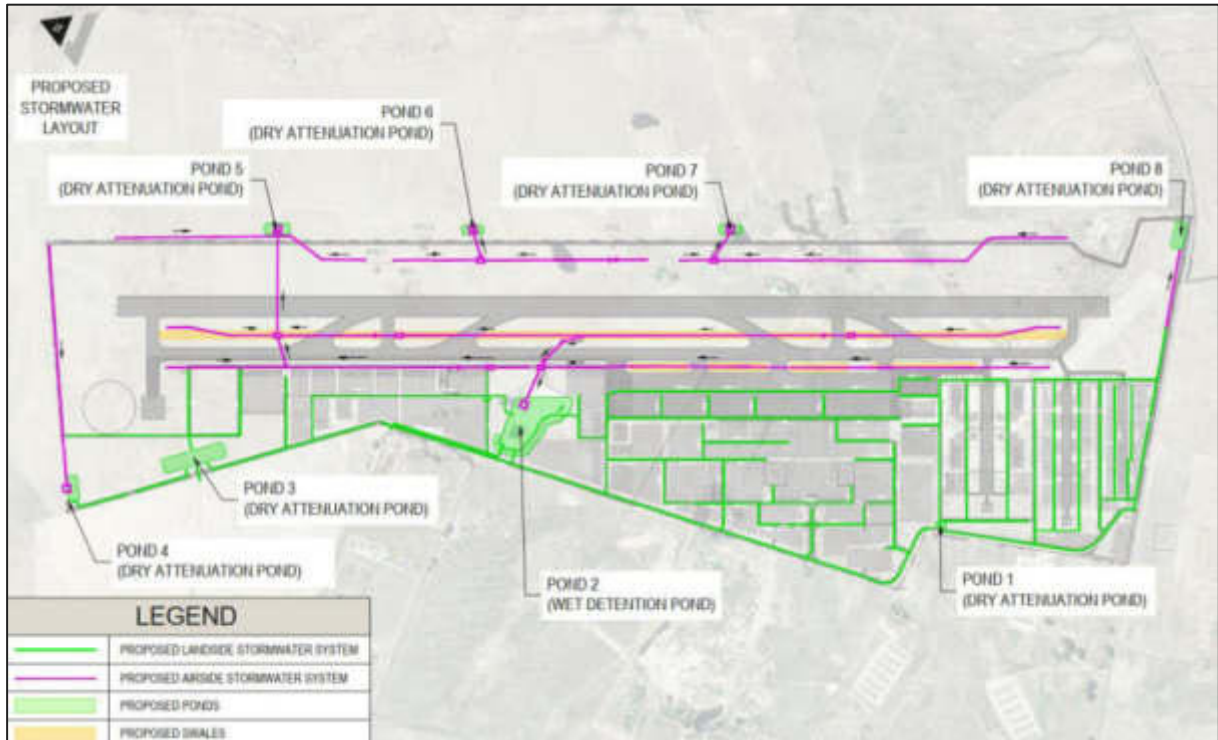 PROPOSED
STORMWATER
LAYOUT
POND 6
(DRY ATTENUATION POND)
POND 5
(DRY ATTENUATION POND)
POND 7
(DRY ATTENUATION POND)
POND 8
(DRY ATTENUATION POND)
POND 3
(DRY ATTENUATION POND)
POND 4
(DRY ATTENUATION POND)
POND 2
(WET DETENTION POND)
POND 1
(DRY ATTENUATION POND)
LEGEND
PROPOSED LANDSIDE STORMWATER SYSTEM
PROPOSED AIRSIDE STORMWATER SYSTEM
PROPOSED PONDS
PROPOSED SWALES